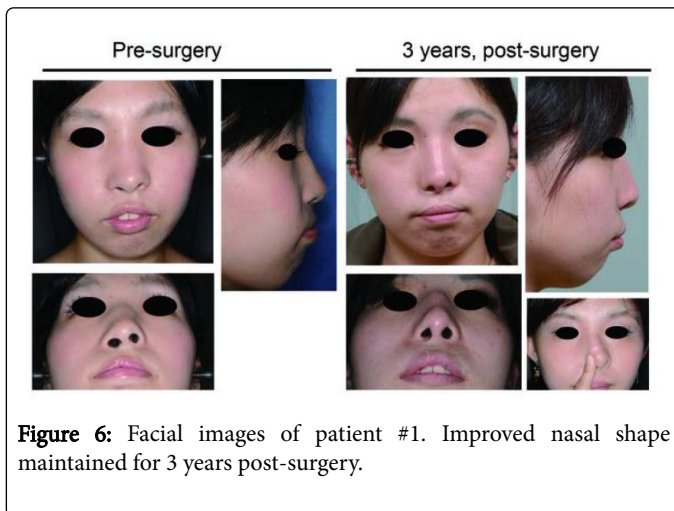 Pre-surgery
3 years, post-surgery
Figure 6: Facial images of patient #1. Improved nasal shape
maintained for 3 years post-surgery.